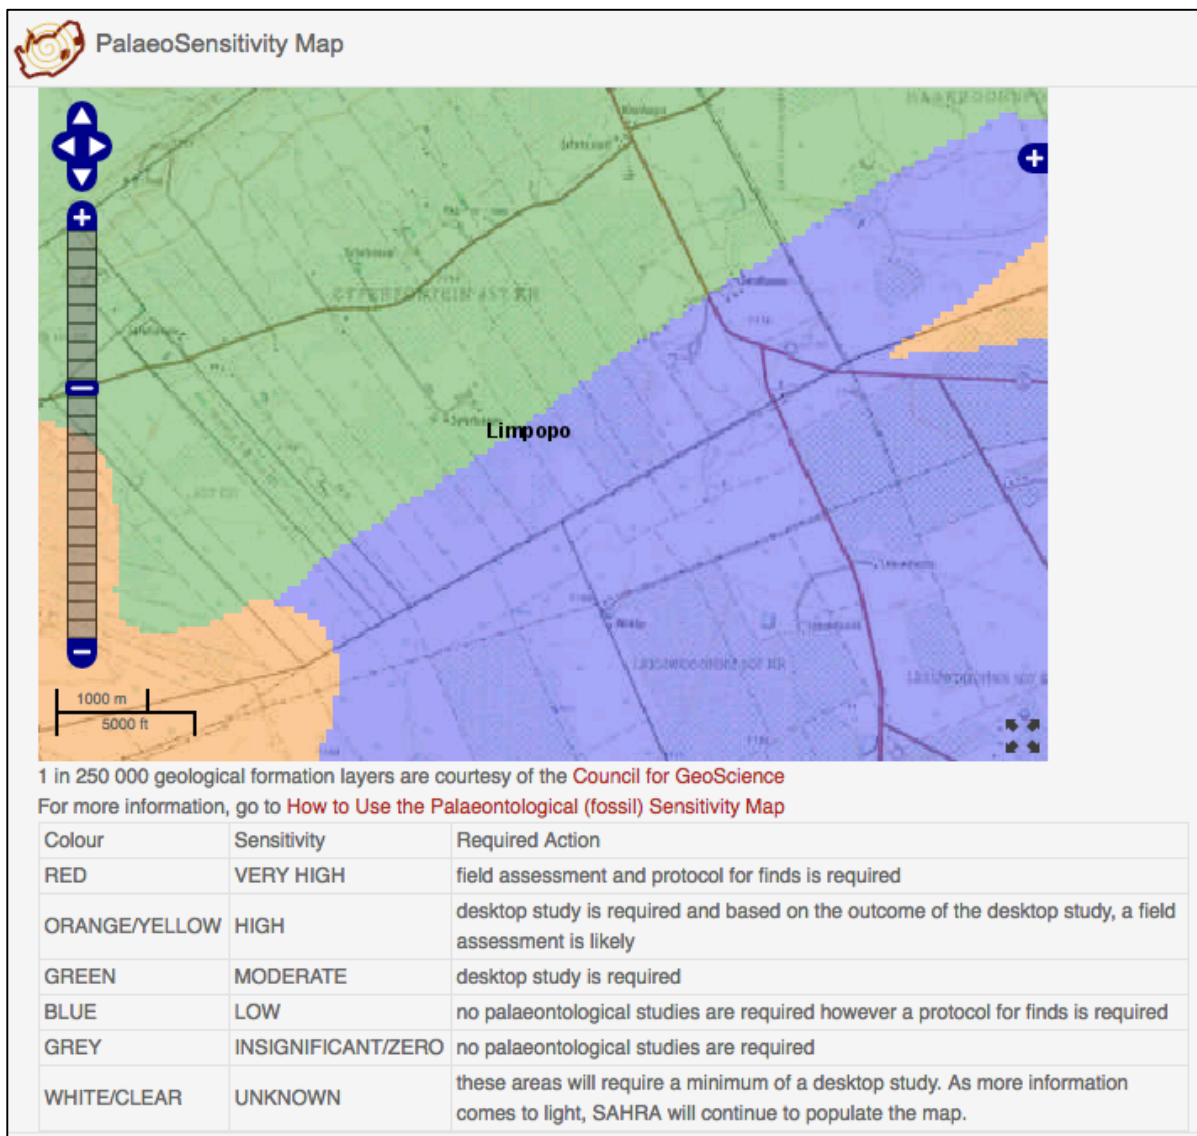 PalaeoSensitivity Map
Limpopo
1000 m
5000 ft
1 in 250 000 geological formation layers are courtesy of the Council for GeoScience
For more information, go to How to Use the Palaeontological (fossil) Sensitivity Map
Colour Sensitivity Required Action
RED VERY HIGH field assessment and protocol for finds is required
ORANGE/YELLOW HIGH desktop study is required and based on the outcome of the desktop study, a field
assessment is likely
GREEN MODERATE desktop study is required
BLUE LOW no palaeontological studies are required however a protocol for finds is required
GREY INSIGNIFICANT/ZERO no palaeontological studies are required
WHITE/CLEAR UNKNOWN these areas will require a minimum of a desktop study. As more information
comes to light, SAHRA will continue to populate the map.